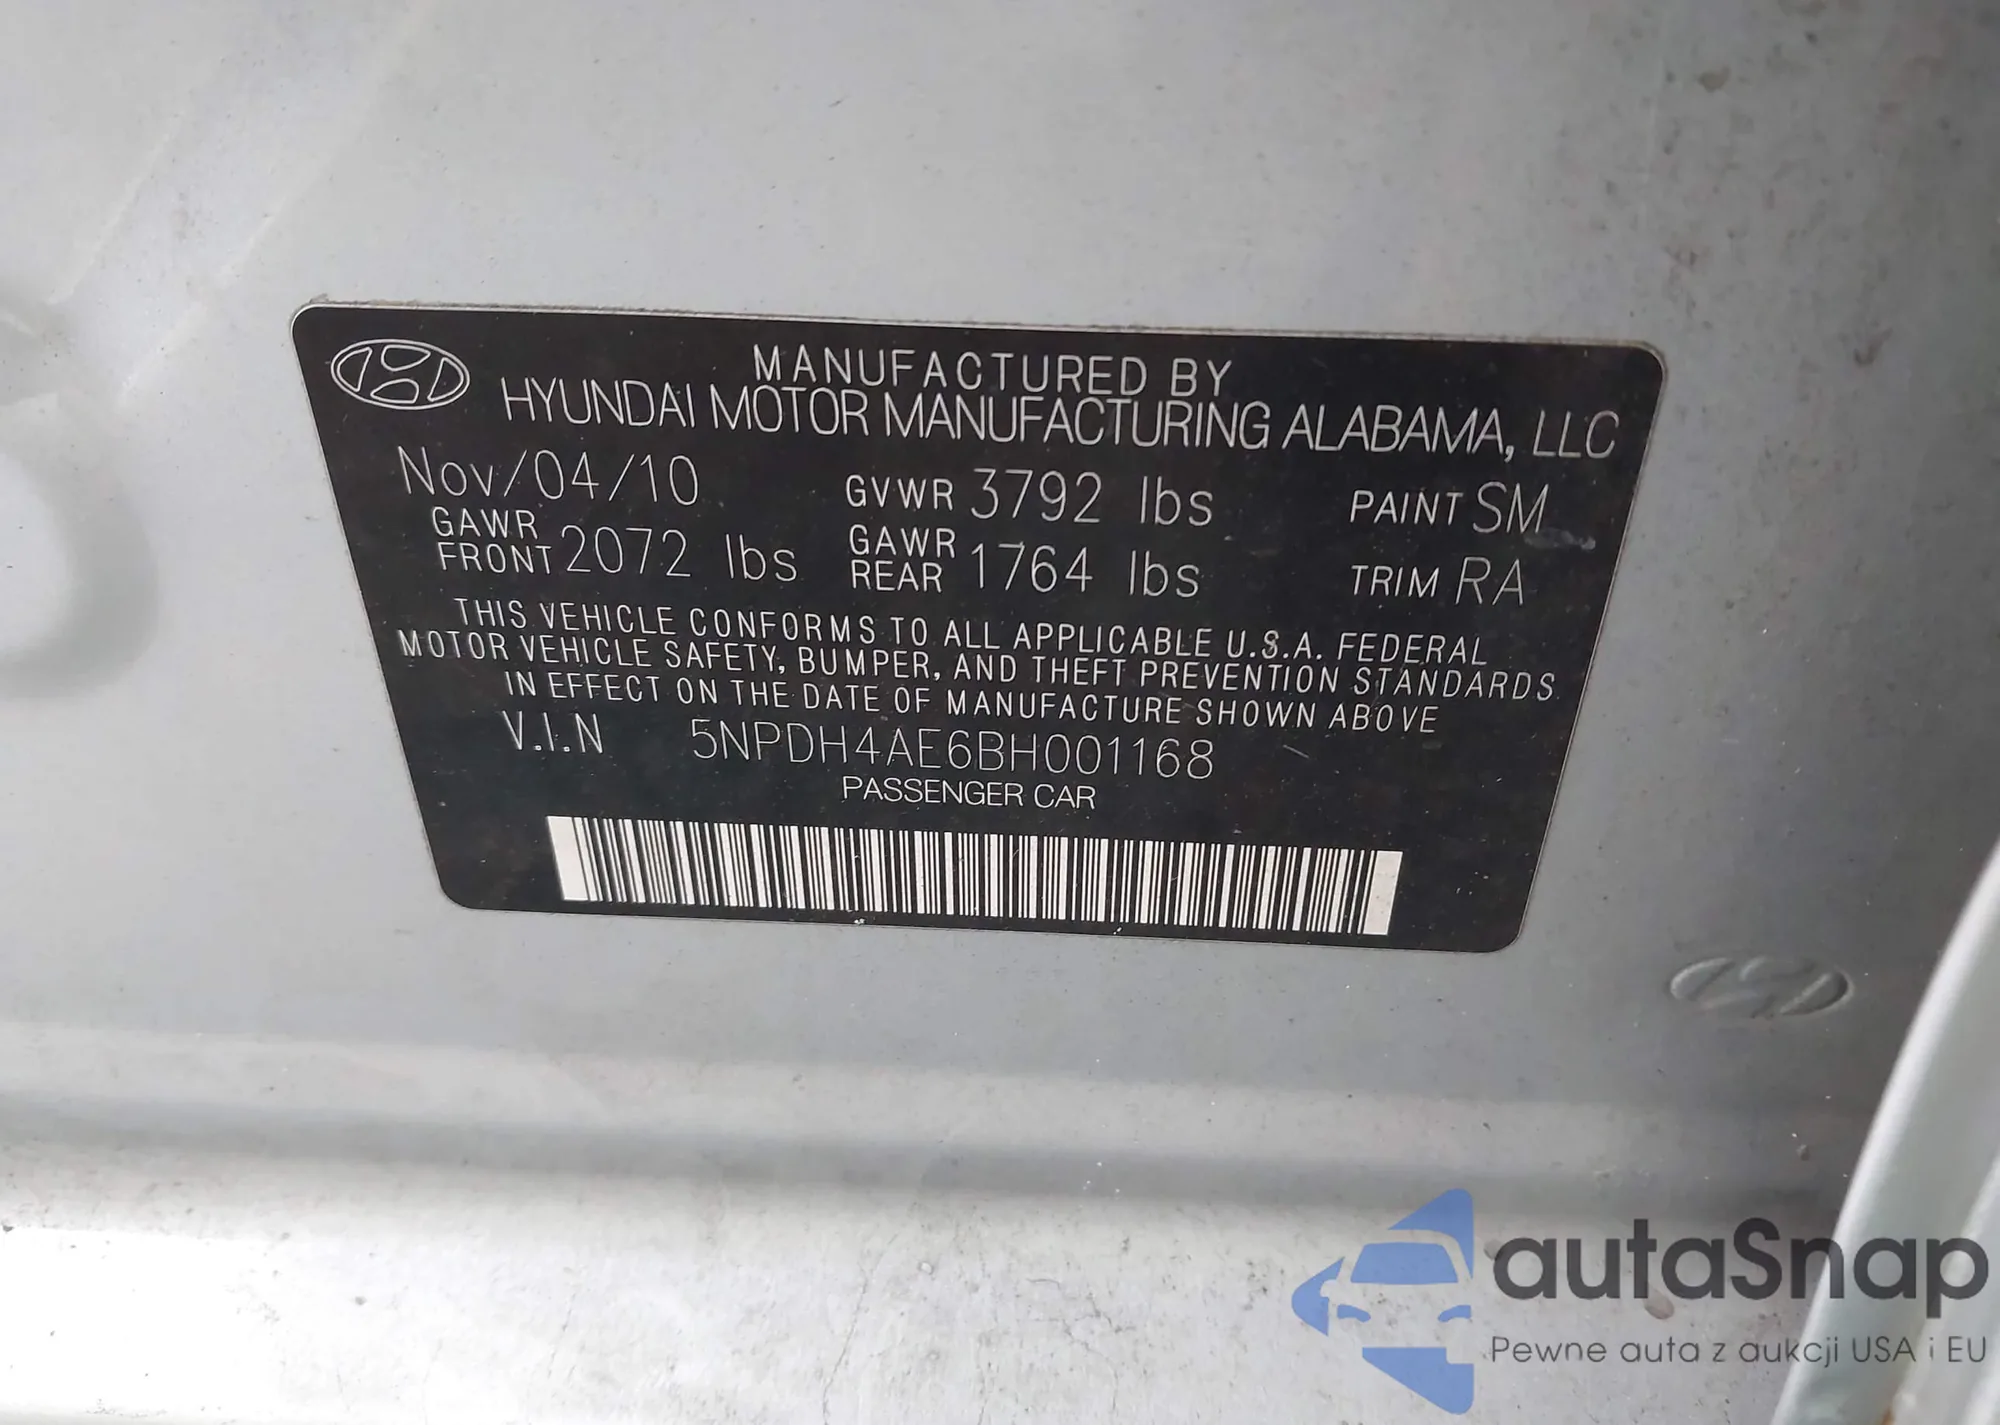 MANUFACTURED BY
HYUNDAI MOTOR MANUFACTURING ALABAMA, LLC
Nov/04/10 GVWR 3792 lbs PAINT SM
GAWR FRONT 2072 lbs GAWR REAR 1764 lbs TRIM RA
THIS VEHICLE CONFORMS TO ALL APPLICABLE U.S.A. FEDERAL
MOTOR VEHICLE SAFETY, BUMPER, AND THEFT PREVENTION STANDARDS
IN EFFECT ON THE DATE OF MANUFACTURE SHOWN ABOVE
V.I.N 5NPDH4AE6BH001168
PASSENGER CAR
autaSnap
Pewne auta z aukcji USA i EU